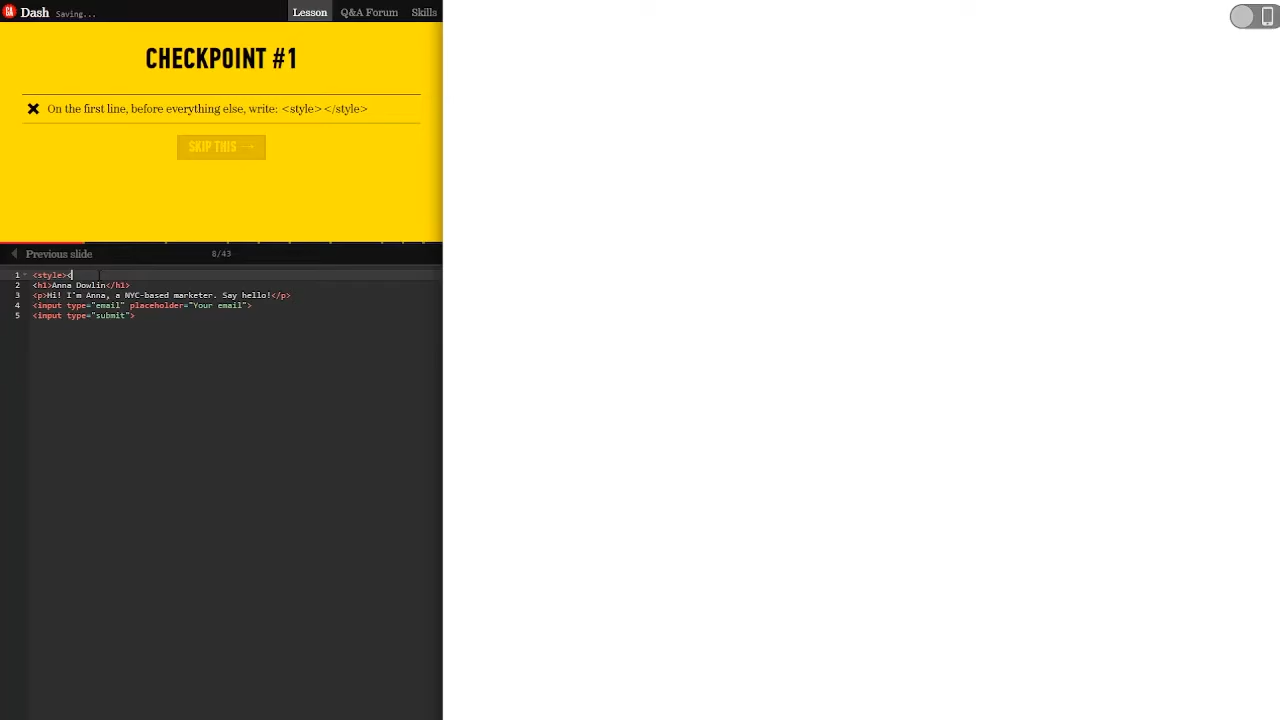 GA Dash Saving... Lesson Q&A Forum Skills
CHECKPOINT #1
✖ On the first line, before everything else, write: <style></style>
SKIP THIS →
Previous slide 8/43
1 <style><
2 <h1>Anna Dowlin</h1>
3 <p>Hi! I'm Anna, a NYC-based marketer. Say hello!</p>
4 <input type="email" placeholder="Your email">
5 <input type="submit">